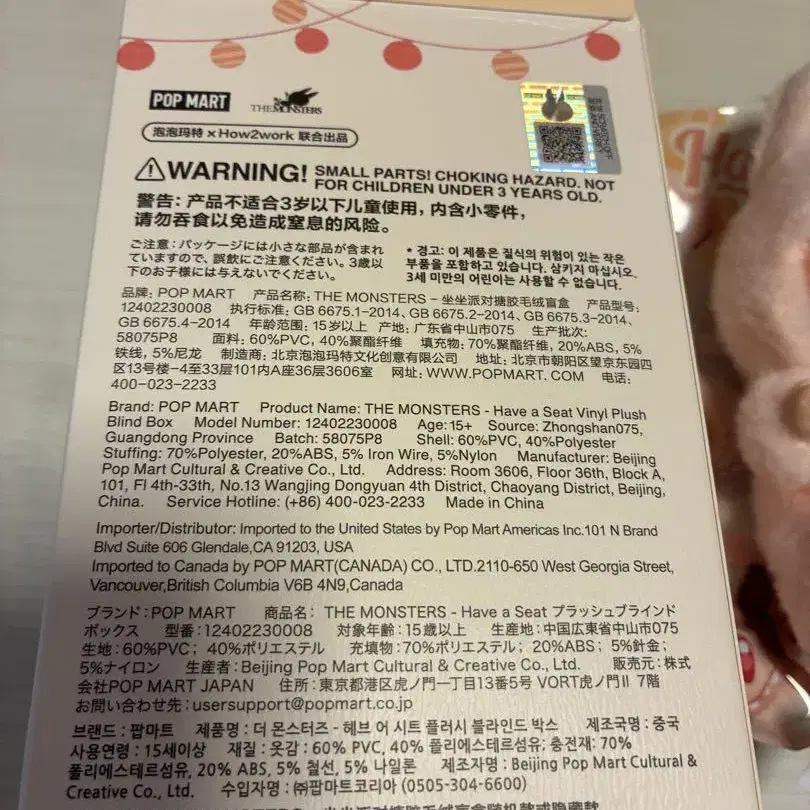 POP MART
THE MONSTERS
泡泡玛特 × How2work 联合出品
WARNING! SMALL PARTS! CHOKING HAZARD. NOT
FOR CHILDREN UNDER 3 YEARS OLD.
警告: 产品不适合3岁以下儿童使用, 内含小零件,
请勿吞食以免造成窒息的风险。
ご注意: パッケージには小さな部品が含まれ
ていますので、誤飲にご注意ください。3歳以
下のお子様には与えないでください。
* 경고: 이 제품은 질식의 위험이 있는 작은
부품을 포함하고 있습니다. 삼키지 마십시오.
3세 미만의 어린이는 사용할 수 없습니다.
品牌: POP MART 产品名称: THE MONSTERS - 坐坐派对搪胶毛绒盲盒 产品型号:
12402230008 执行标准: GB 6675.1-2014、GB 6675.2-2014、GB 6675.3-2014、
GB 6675.4-2014 年龄范围: 15岁以上 产地: 广东省中山市075 生产批次:
58075P8 面料: 60%PVC, 40%聚酯纤维 填充物: 70%聚酯纤维, 20%ABS, 5%
铁线, 5%尼龙 制造商: 北京泡泡玛特文化创意有限公司 地址: 北京市朝阳区望京东园四
区13号楼-4至33层101内A座36层3606室 网址: WWW.POPMART.COM 电话:
400-023-2233
Brand: POP MART Product Name: THE MONSTERS - Have a Seat Vinyl Plush
Blind Box Model Number: 12402230008 Age:15+ Source: Zhongshan075,
Guangdong Province Batch: 58075P8 Shell: 60%PVC, 40%Polyester
Stuffing: 70%Polyester, 20%ABS, 5% Iron Wire, 5%Nylon Manufacturer: Beijing
Pop Mart Cultural & Creative Co., Ltd. Address: Room 3606, Floor 36th, Block A,
101, Fl 4th-33th, No.13 Wangjing Dongyuan 4th District, Chaoyang District, Beijing,
China. Service Hotline: (+86) 400-023-2233 Made in China
Importer/Distributor: Imported to the United States by Pop Mart Americas Inc.101 N Brand
Blvd Suite 606 Glendale,CA 91203, USA
Imported to Canada by POP MART(CANADA) CO., LTD.2110-650 West Georgia Street,
Vancouver,British Columbia V6B 4N9,Canada
ブランド:POP MART 商品名: THE MONSTERS - Have a Seat プラッシュブラインド
ボックス 型番:12402230008 対象年齢:15歳以上 生産地:中国広東省中山市075
生地:60%PVC; 40%ポリエステル 充填物:70%ポリエステル; 20%ABS; 5%針金;
5%ナイロン 生産者:Beijing Pop Mart Cultural & Creative Co., Ltd. 販売元:株式
会社POP MART JAPAN 住所:東京都港区虎ノ門一丁目13番5号 VORT虎ノ門II 7階
お問い合わせ先:usersupport@popmart.co.jp
브랜드:팝마트 제품명:더 몬스터즈 - 헤브 어 시트 플러시 블라인드 박스 제조국명:중국
사용연령:15세이상 재질:옷감:60% PVC, 40% 폴리에스테르섬유; 충전재: 70%
폴리에스테르섬유, 20% ABS, 5% 철선, 5% 나일론 제조자명:Beijing Pop Mart Cultural &
Creative Co., Ltd. 수입자명:㈜팝마트코리아 (0505-304-6600)